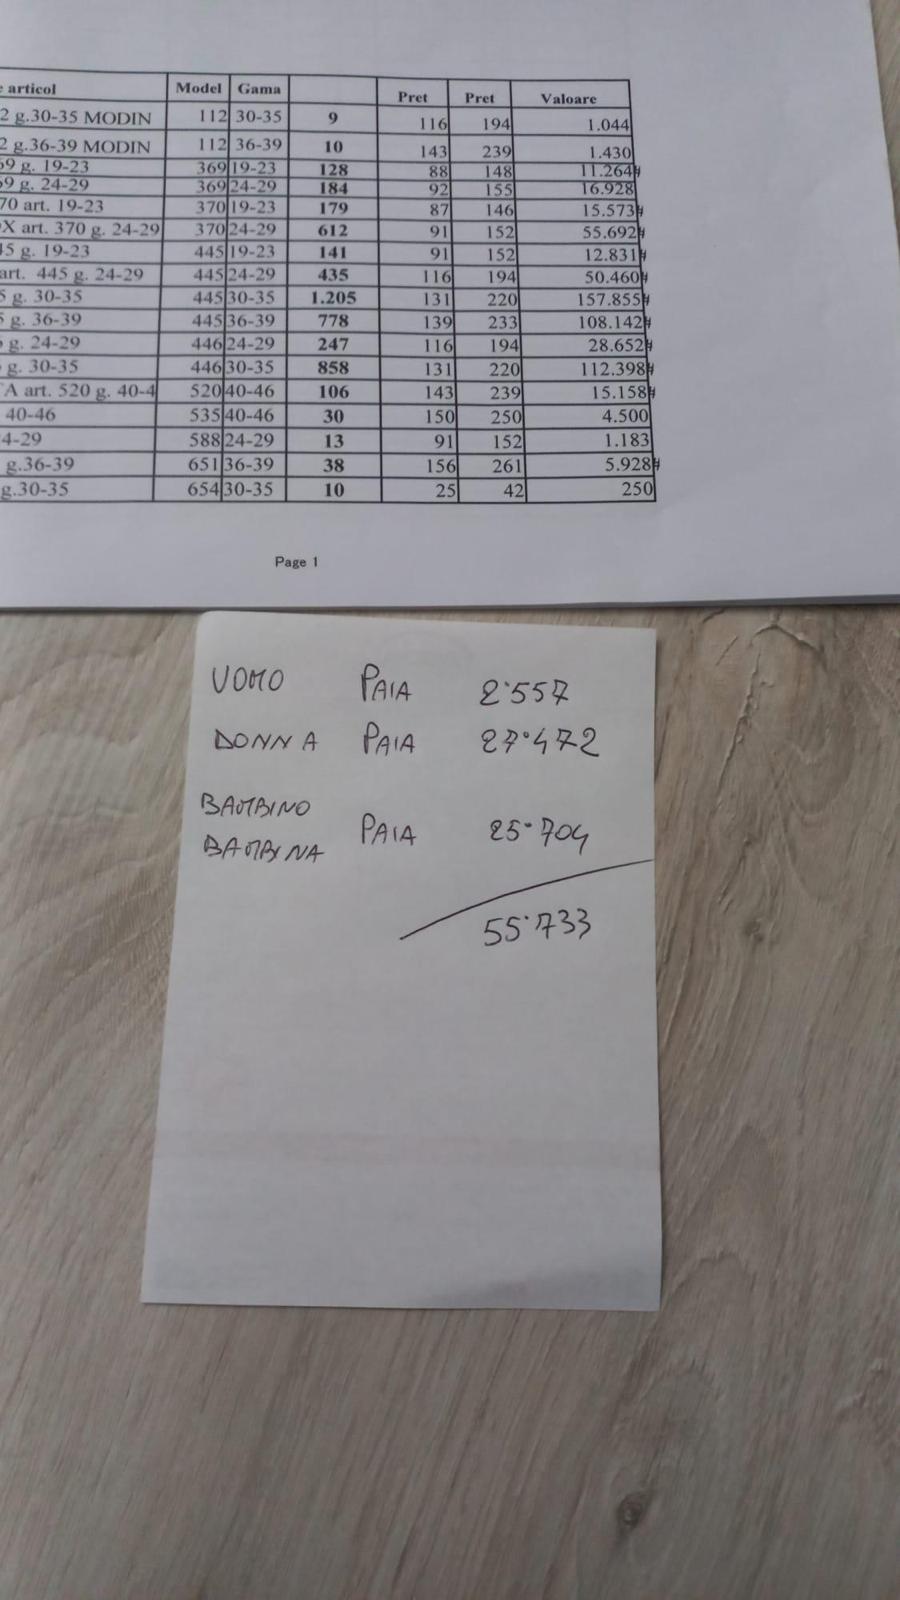 articol Model Gama Pret Pret Valoare
2 g.30-35 MODIN 112 30-35 9 116 194 1.044
2 g.36-39 MODIN 112 36-39 10 143 239 1.430
69 g. 19-23 369 19-23 128 88 148 11.264
69 g. 24-29 369 24-29 184 92 155 16.928
70 art. 19-23 370 19-23 179 87 146 15.573
OX art. 370 g. 24-29 370 24-29 612 91 152 55.692
45 g. 19-23 445 19-23 141 91 152 12.831
art. 445 g. 24-29 445 24-29 435 116 194 50.460
5 g. 30-35 445 30-35 1.205 131 220 157.855
5 g. 36-39 445 36-39 778 139 233 108.142
g. 24-29 446 24-29 247 116 194 28.652
g. 30-35 446 30-35 858 131 220 112.398
TA art. 520 g. 40-4 520 40-46 106 143 239 15.158
40-46 535 40-46 30 150 250 4.500
4-29 588 24-29 13 91 152 1.183
g.36-39 651 36-39 38 156 261 5.928
g.30-35 654 30-35 10 25 42 250
Page 1
UOMO PAIA 2·557
DONNA PAIA 27·472
BAMBINO
BAMBINA PAIA 25·704
55·733